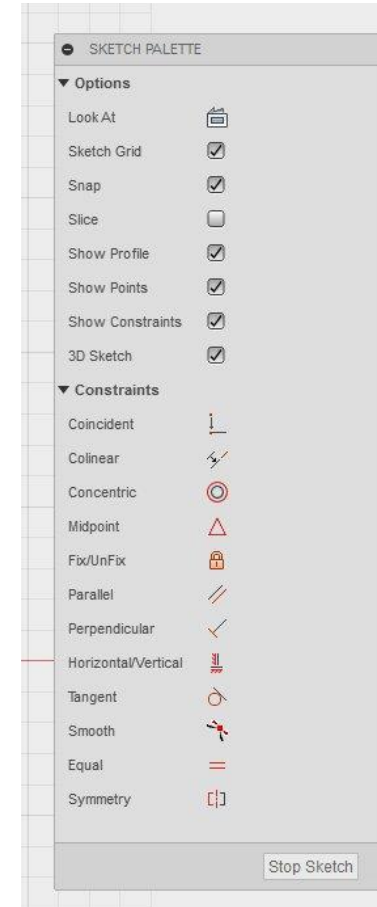 SKETCH PALETTE
Options
Look At
Sketch Grid
Snap
Slice
Show Profile
Show Points
Show Constraints
3D Sketch
Constraints
Coincident
Colinear
Concentric
Midpoint
Fix/UnFix
Parallel
Perpendicular
Horizontal/Vertical
Tangent
Smooth
Equal
Symmetry
Stop Sketch